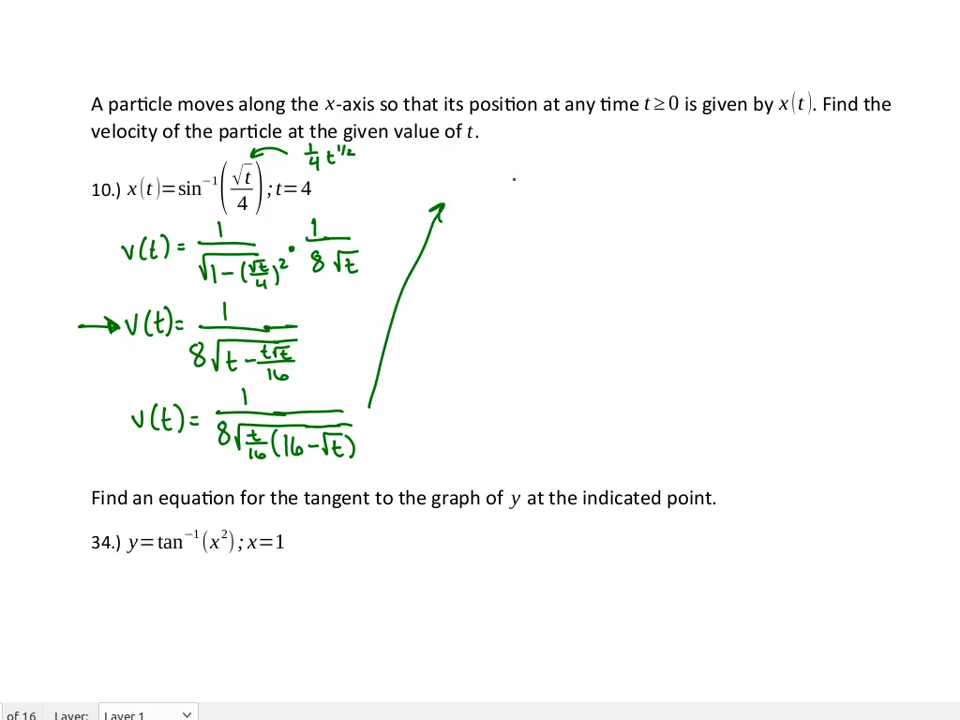 A particle moves along the x-axis so that its position at any time t≥0 is given by x(t). Find the
velocity of the particle at the given value of t.
1/4 t^1/2
10.) x(t)=sin⁻¹(√t/4);t=4
v(t) = 1/√(1-(√t/4)²) • 1/(8√t)
→ v(t)= 1/(8√(t-t√t/16))
v(t)= 1/(8√(t/16(16-√t)))
Find an equation for the tangent to the graph of y at the indicated point.
34.) y=tan⁻¹(x²);x=1
of 16 Layer: Layer 1